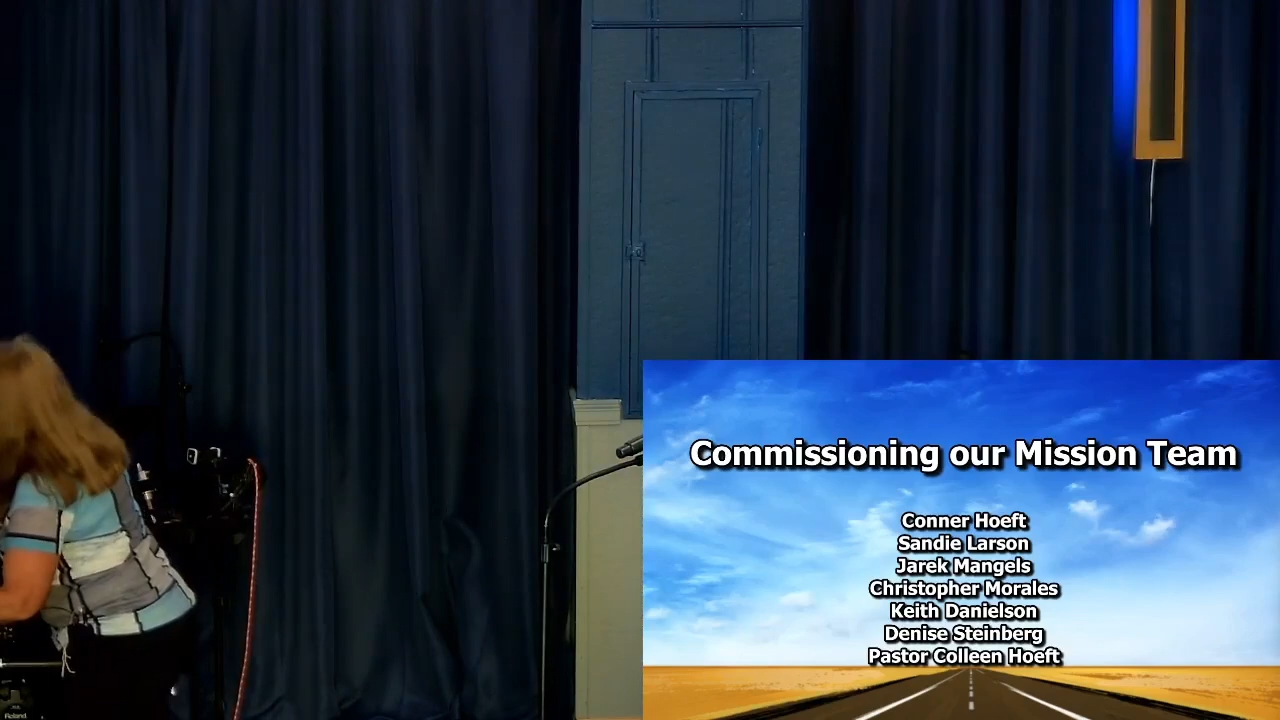 Commissioning our Mission Team
Conner Hoeft
Sandie Larson
Jarek Mangels
Christopher Morales
Keith Danielson
Denise Steinberg
Pastor Colleen Hoeft
Roland